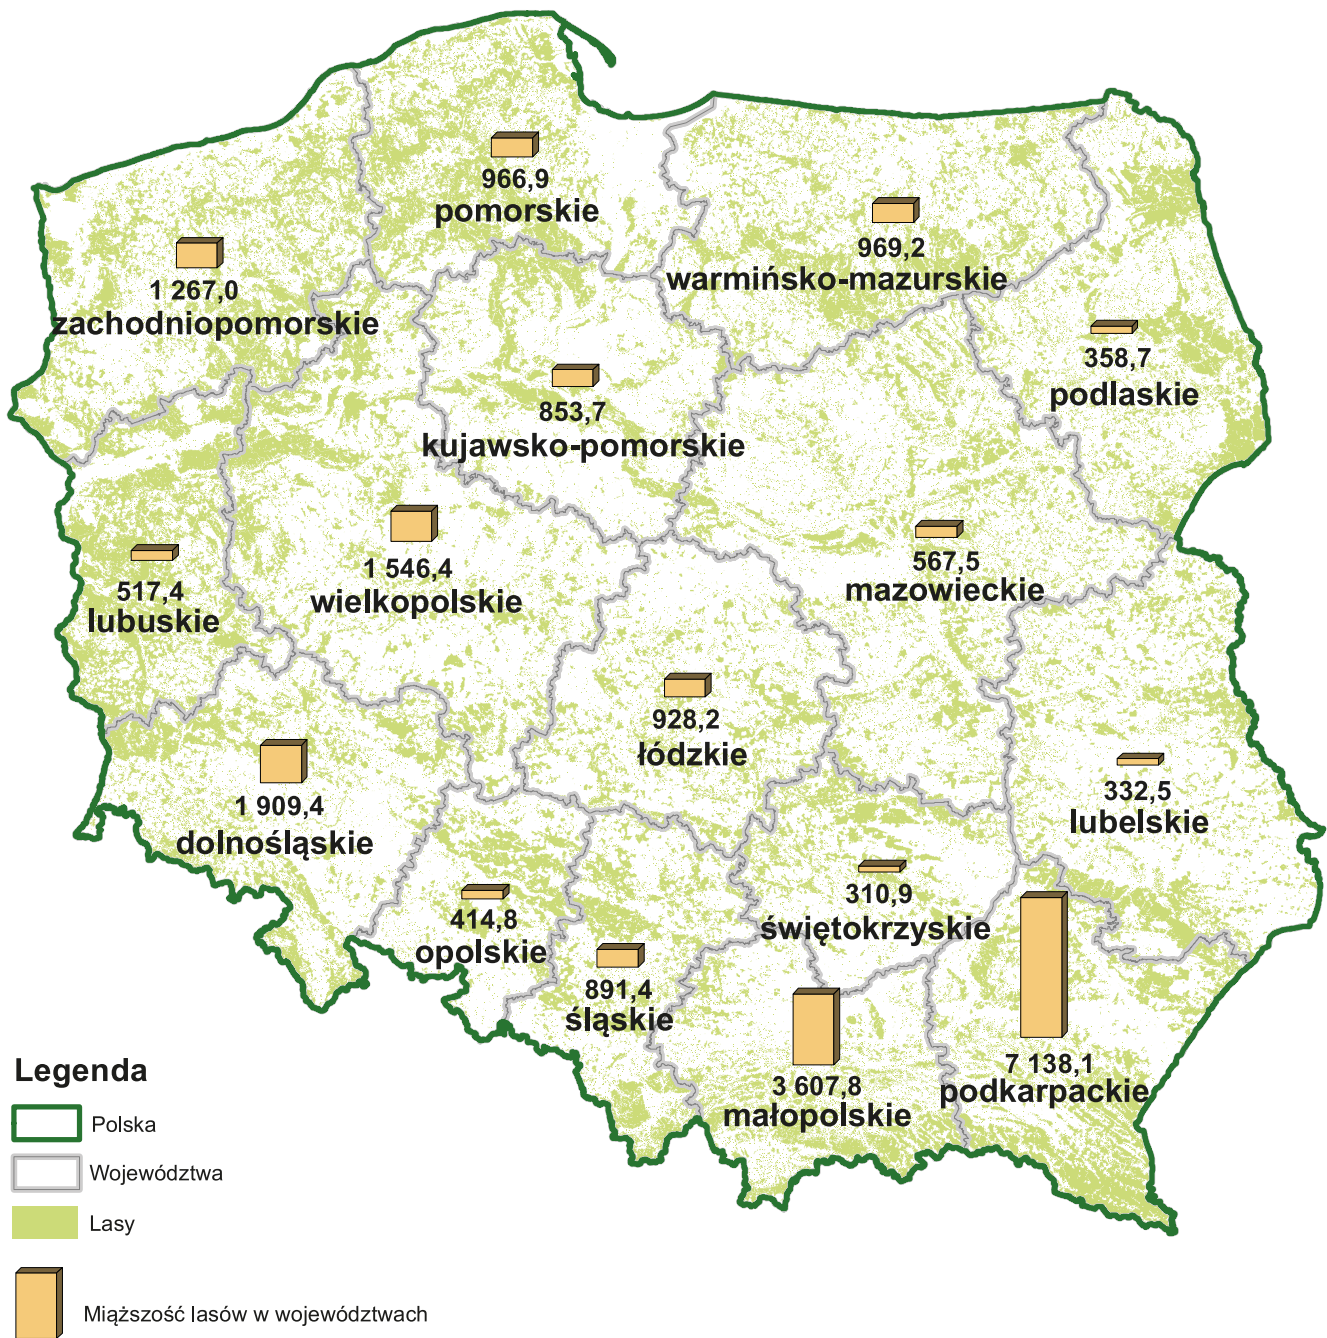 966,9
pomorskie
969,2
warmińsko-mazurskie
1 267,0
zachodniopomorskie
358,7
podlaskie
853,7
kujawsko-pomorskie
1 546,4
wielkopolskie
567,5
mazowieckie
517,4
lubuskie
928,2
łódzkie
1 909,4
dolnośląskie
332,5
lubelskie
310,9
świętokrzyskie
414,8
opolskie
891,4
śląskie
3 607,8
małopolskie
7 138,1
podkarpackie
Legenda
Polska
Województwa
Lasy
Miąższość lasów w województwach